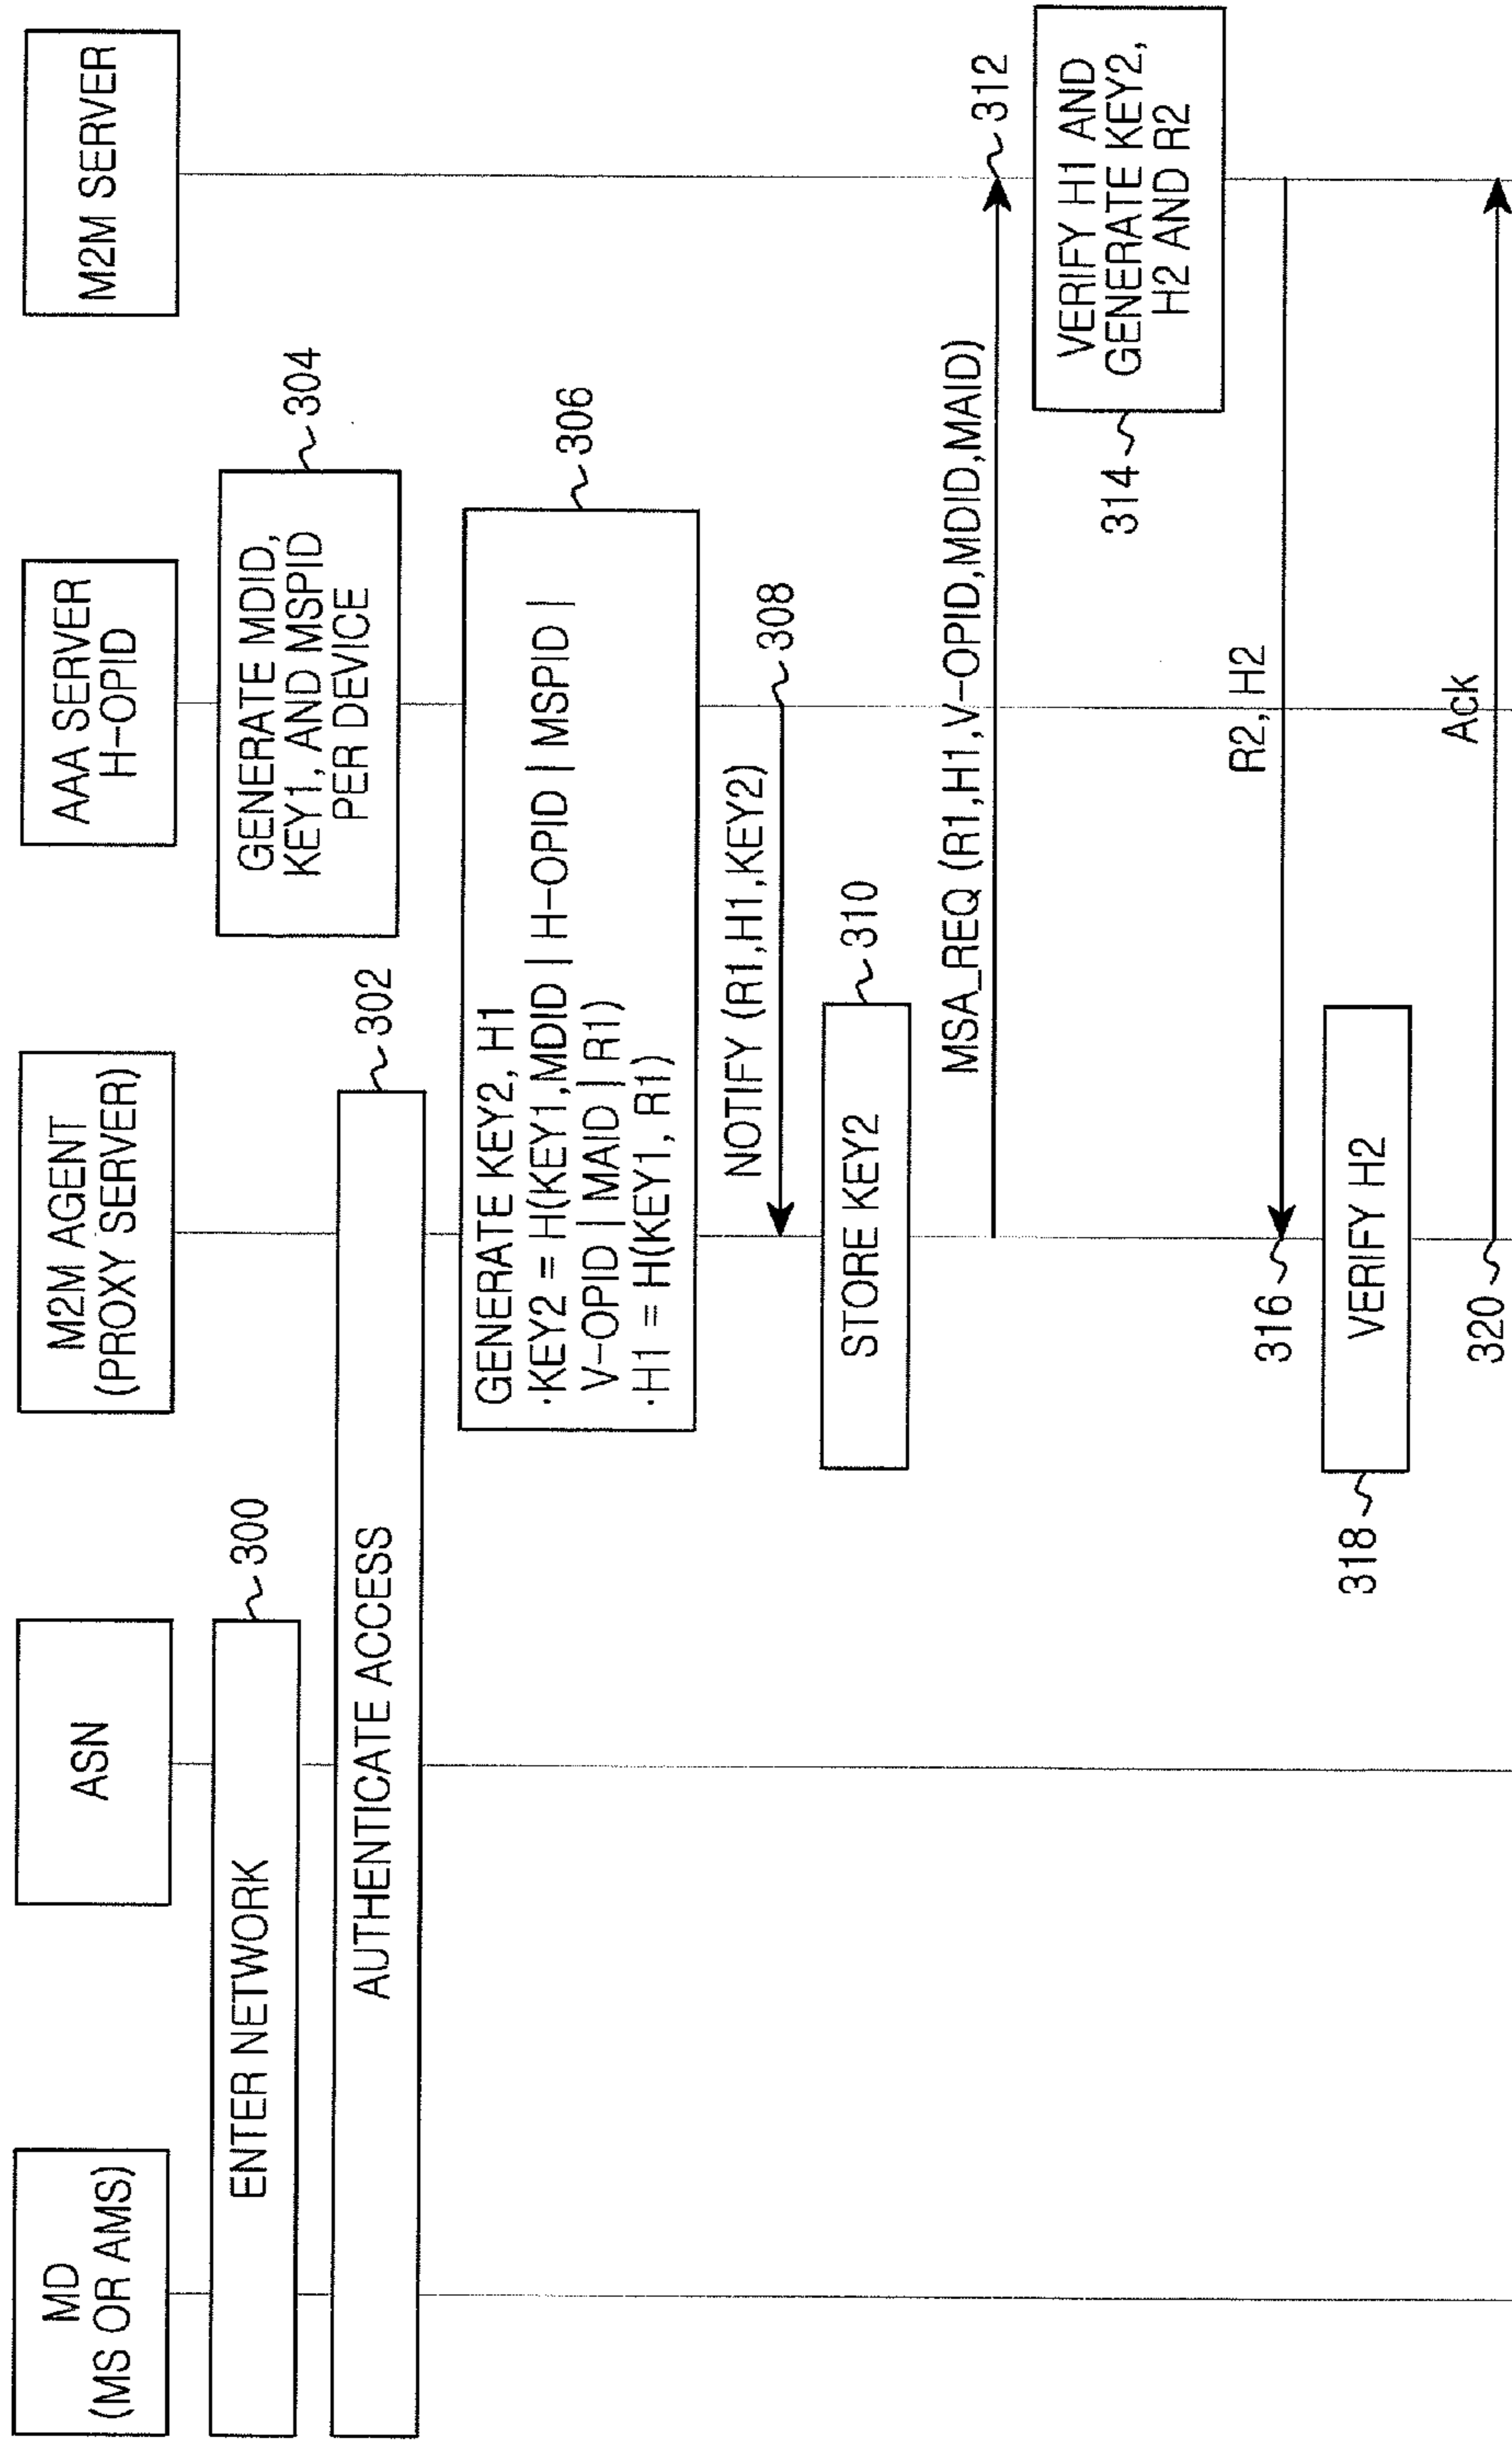 MD
(MS OR AMS)
ASN
M2M AGENT
(PROXY SERVER)
AAA SERVER
H-OPID
M2M SERVER
ENTER NETWORK
300
GENERATE MDID,
KEY1, AND MSPID
PER DEVICE
304
AUTHENTICATE ACCESS
302
GENERATE KEY2, H1
·KEY2 = H(KEY1,MDID | H-OPID | MSPID |
V-OPID | MAID | R1)
·H1 = H(KEY1, R1)
306
NOTIFY (R1,H1,KEY2)
308
STORE KEY2
310
MSA_REQ (R1,H1,V-OPID,MDID,MAID)
312
314
VERIFY H1 AND
GENERATE KEY2,
H2 AND R2
R2, H2
316
318
VERIFY H2
Ack
320